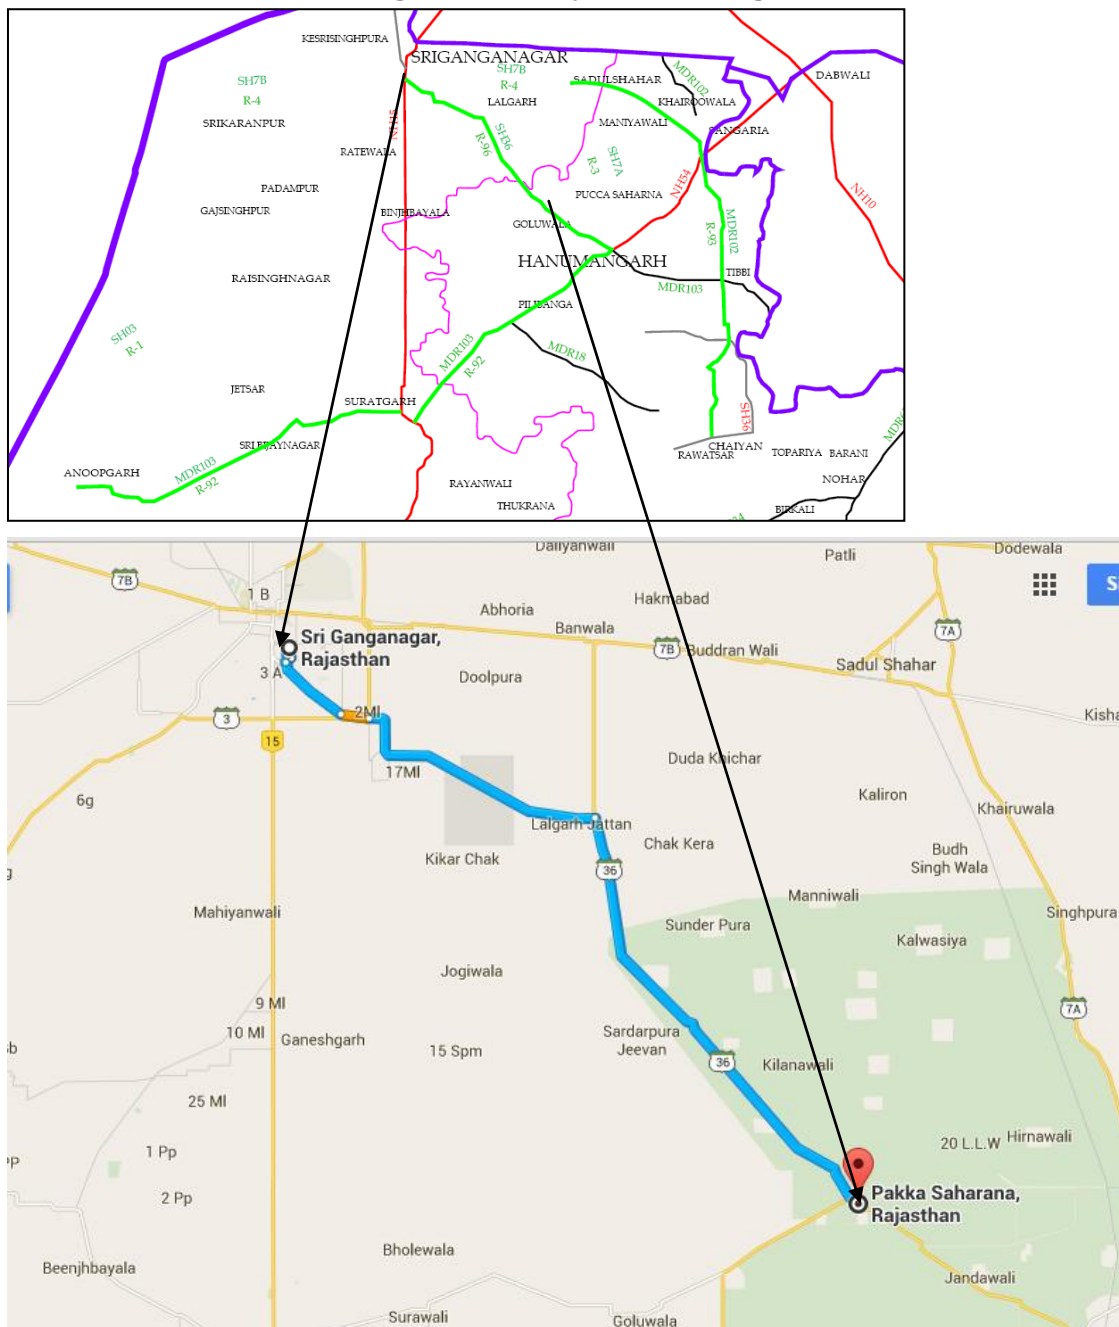 KESRISINGHPURA
SRIGANGANAGAR
SH7B
R-4
SH7B
R-4
SADULSHAHAR
MDR102
DABWALI
LALGARH
KHAIROOWALA
SRIKARANPUR
NH15
SH36
R-96
MANIYAWALI
SANGARIA
RATEWALA
SH7A
R-3
PADAMPUR
PUCCA SAHARNA
NH54
NH10
GAJSINGHPUR
BINJHBAYALA
GOLUWALA
MDR102
R-93
HANUMANGARH
RAISINGHNAGAR
TIBBI
MDR103
PILIBANGA
SH03
R-1
MDR103
R-92
MDR18
JETSAR
SURATGARH
SH36
SRI BIJAYNAGAR
CHAIYAN
RAWATSAR
TOPARIYA
BARANI
ANOOPGARH
MDR103
R-92
RAYANWALI
NOHAR
THUKRANA
BIRKALI
Daliyanwali
Patli
Dodewala
7B
1 B
Hakmabad
Abhoria
Banwala
7A
Sri Ganganagar,
Rajasthan
7B
Buddran Wali
Sadul Shahar
3 A
Doolpura
3
2Ml
Kisha
15
17Ml
Duda Khichar
6g
Kaliron
Khairuwala
Lalgarh Jattan
Chak Kera
Kikar Chak
36
Budh
Singh Wala
Manniwali
Mahiyanwali
Sunder Pura
Singhpura
Kalwasiya
Jogiwala
9 Ml
7A
10 Ml
Ganeshgarh
15 Spm
Sardarpura
Jeevan
36
Kilanawali
25 Ml
1 Pp
20 L.L.W
Hirnawali
2 Pp
Pakka Saharana,
Rajasthan
Bholewala
Beenjhbayala
Jandawali
Surawali
Goluwala